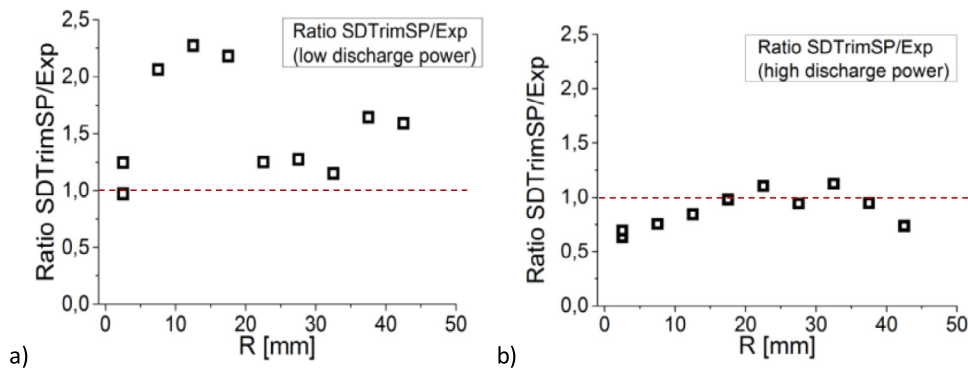 Ratio SDTrimSP/Exp
(low discharge power)
Ratio SDTrimSP/Exp
2,5
2,0
1,5
1,0
0,5
0,0
0 10 20 30 40 50
R [mm]
a)
Ratio SDTrimSP/Exp
(high discharge power)
Ratio SDTrimSP/Exp
2,5
2,0
1,5
1,0
0,5
0,0
0 10 20 30 40 50
R [mm]
b)